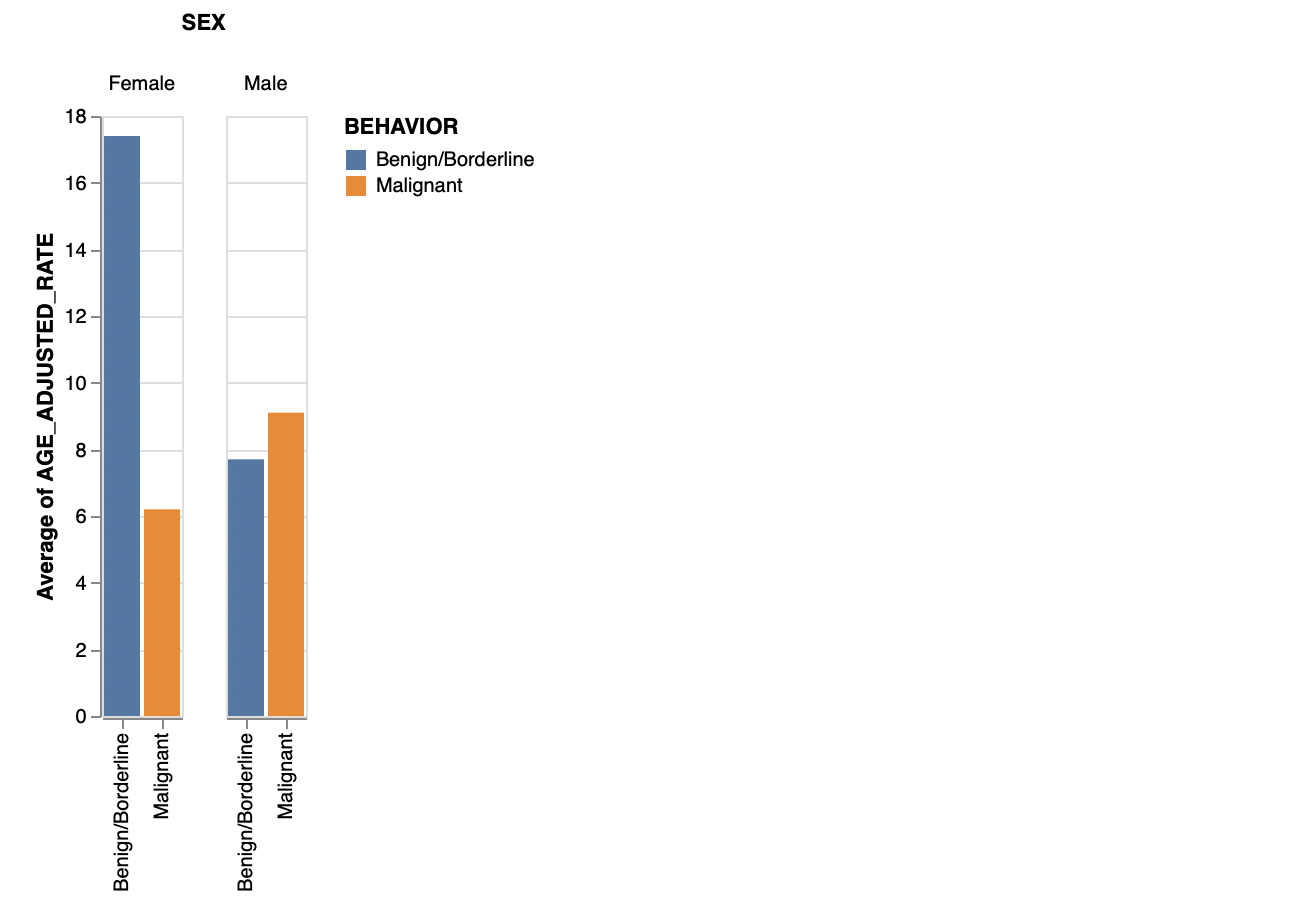 SEX
Female
Male
BEHAVIOR
Benign/Borderline
Malignant
Average of AGE_ADJUSTED_RATE
18
16
14
12
10
8
6
4
2
0
Benign/Borderline
Malignant
Benign/Borderline
Malignant